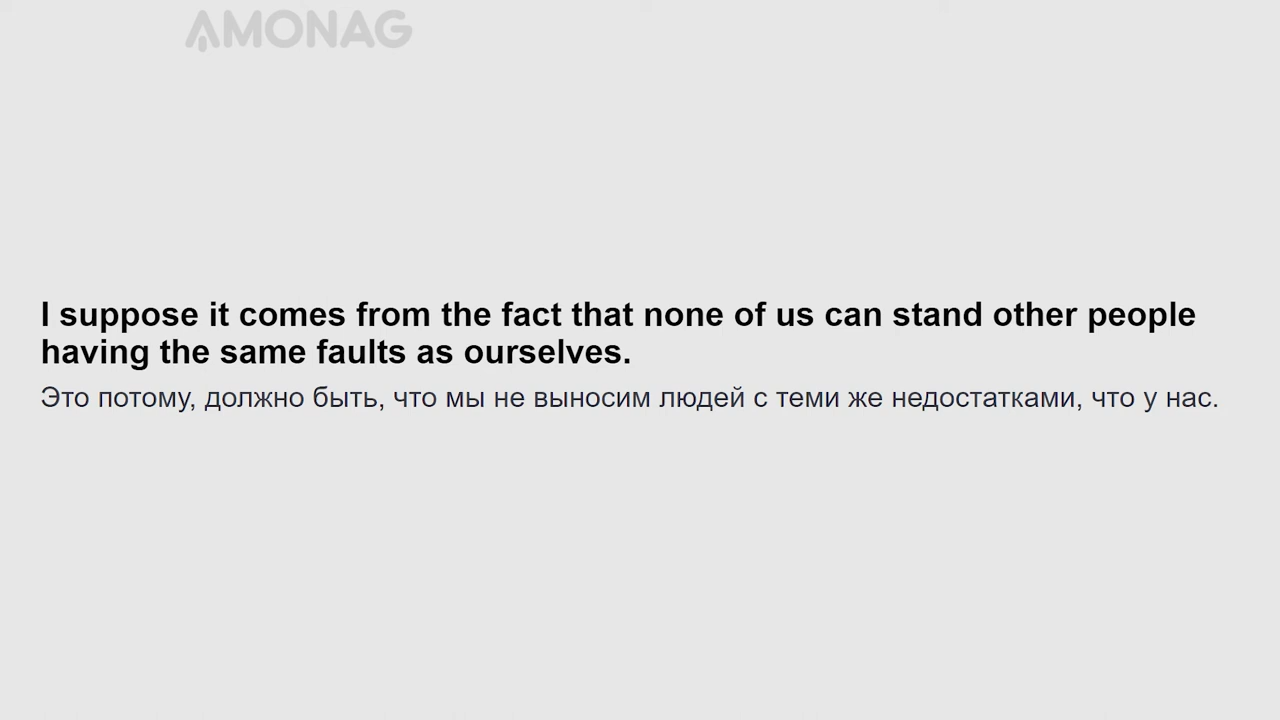 AMONAG
I suppose it comes from the fact that none of us can stand other people
having the same faults as ourselves.
Это потому, должно быть, что мы не выносим людей с теми же недостатками, что у нас.